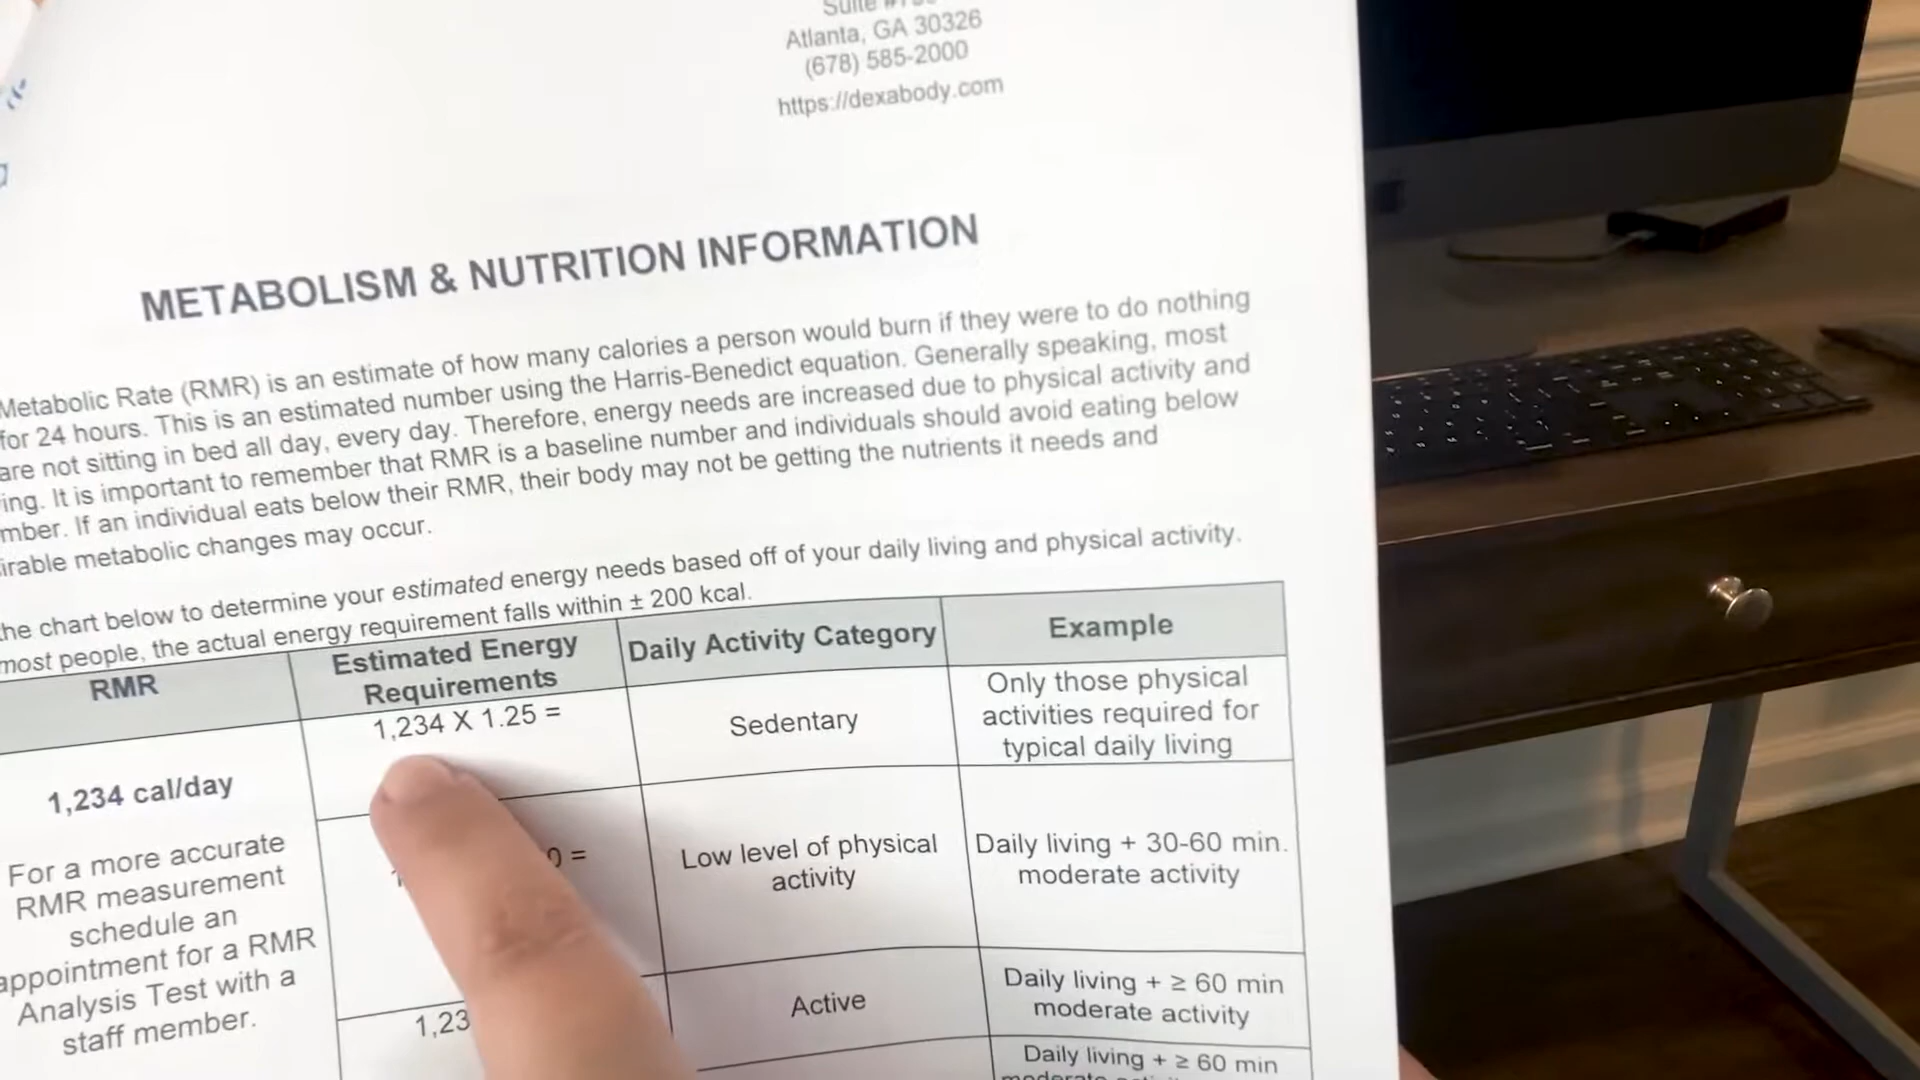 Atlanta, GA 30326
(678) 585-2000
https://dexabody.com
METABOLISM & NUTRITION INFORMATION
Metabolic Rate (RMR) is an estimate of how many calories a person would burn if they were to do nothing
for 24 hours. This is an estimated number using the Harris-Benedict equation. Generally speaking, most
are not sitting in bed all day, every day. Therefore, energy needs are increased due to physical activity and
ing. It is important to remember that RMR is a baseline number and individuals should avoid eating below
mber. If an individual eats below their RMR, their body may not be getting the nutrients it needs and
irable metabolic changes may occur.
the chart below to determine your estimated energy needs based off of your daily living and physical activity.
most people, the actual energy requirement falls within ± 200 kcal.
RMR
Estimated Energy
Requirements
Daily Activity Category
Example
1,234 cal/day
For a more accurate
RMR measurement
schedule an
appointment for a RMR
Analysis Test with a
staff member.
1,234 X 1.25 =
Sedentary
Only those physical
activities required for
typical daily living
0 =
Low level of physical
activity
Daily living + 30-60 min.
moderate activity
1,23
Active
Daily living + ≥ 60 min
moderate activity
Daily living + ≥ 60 min